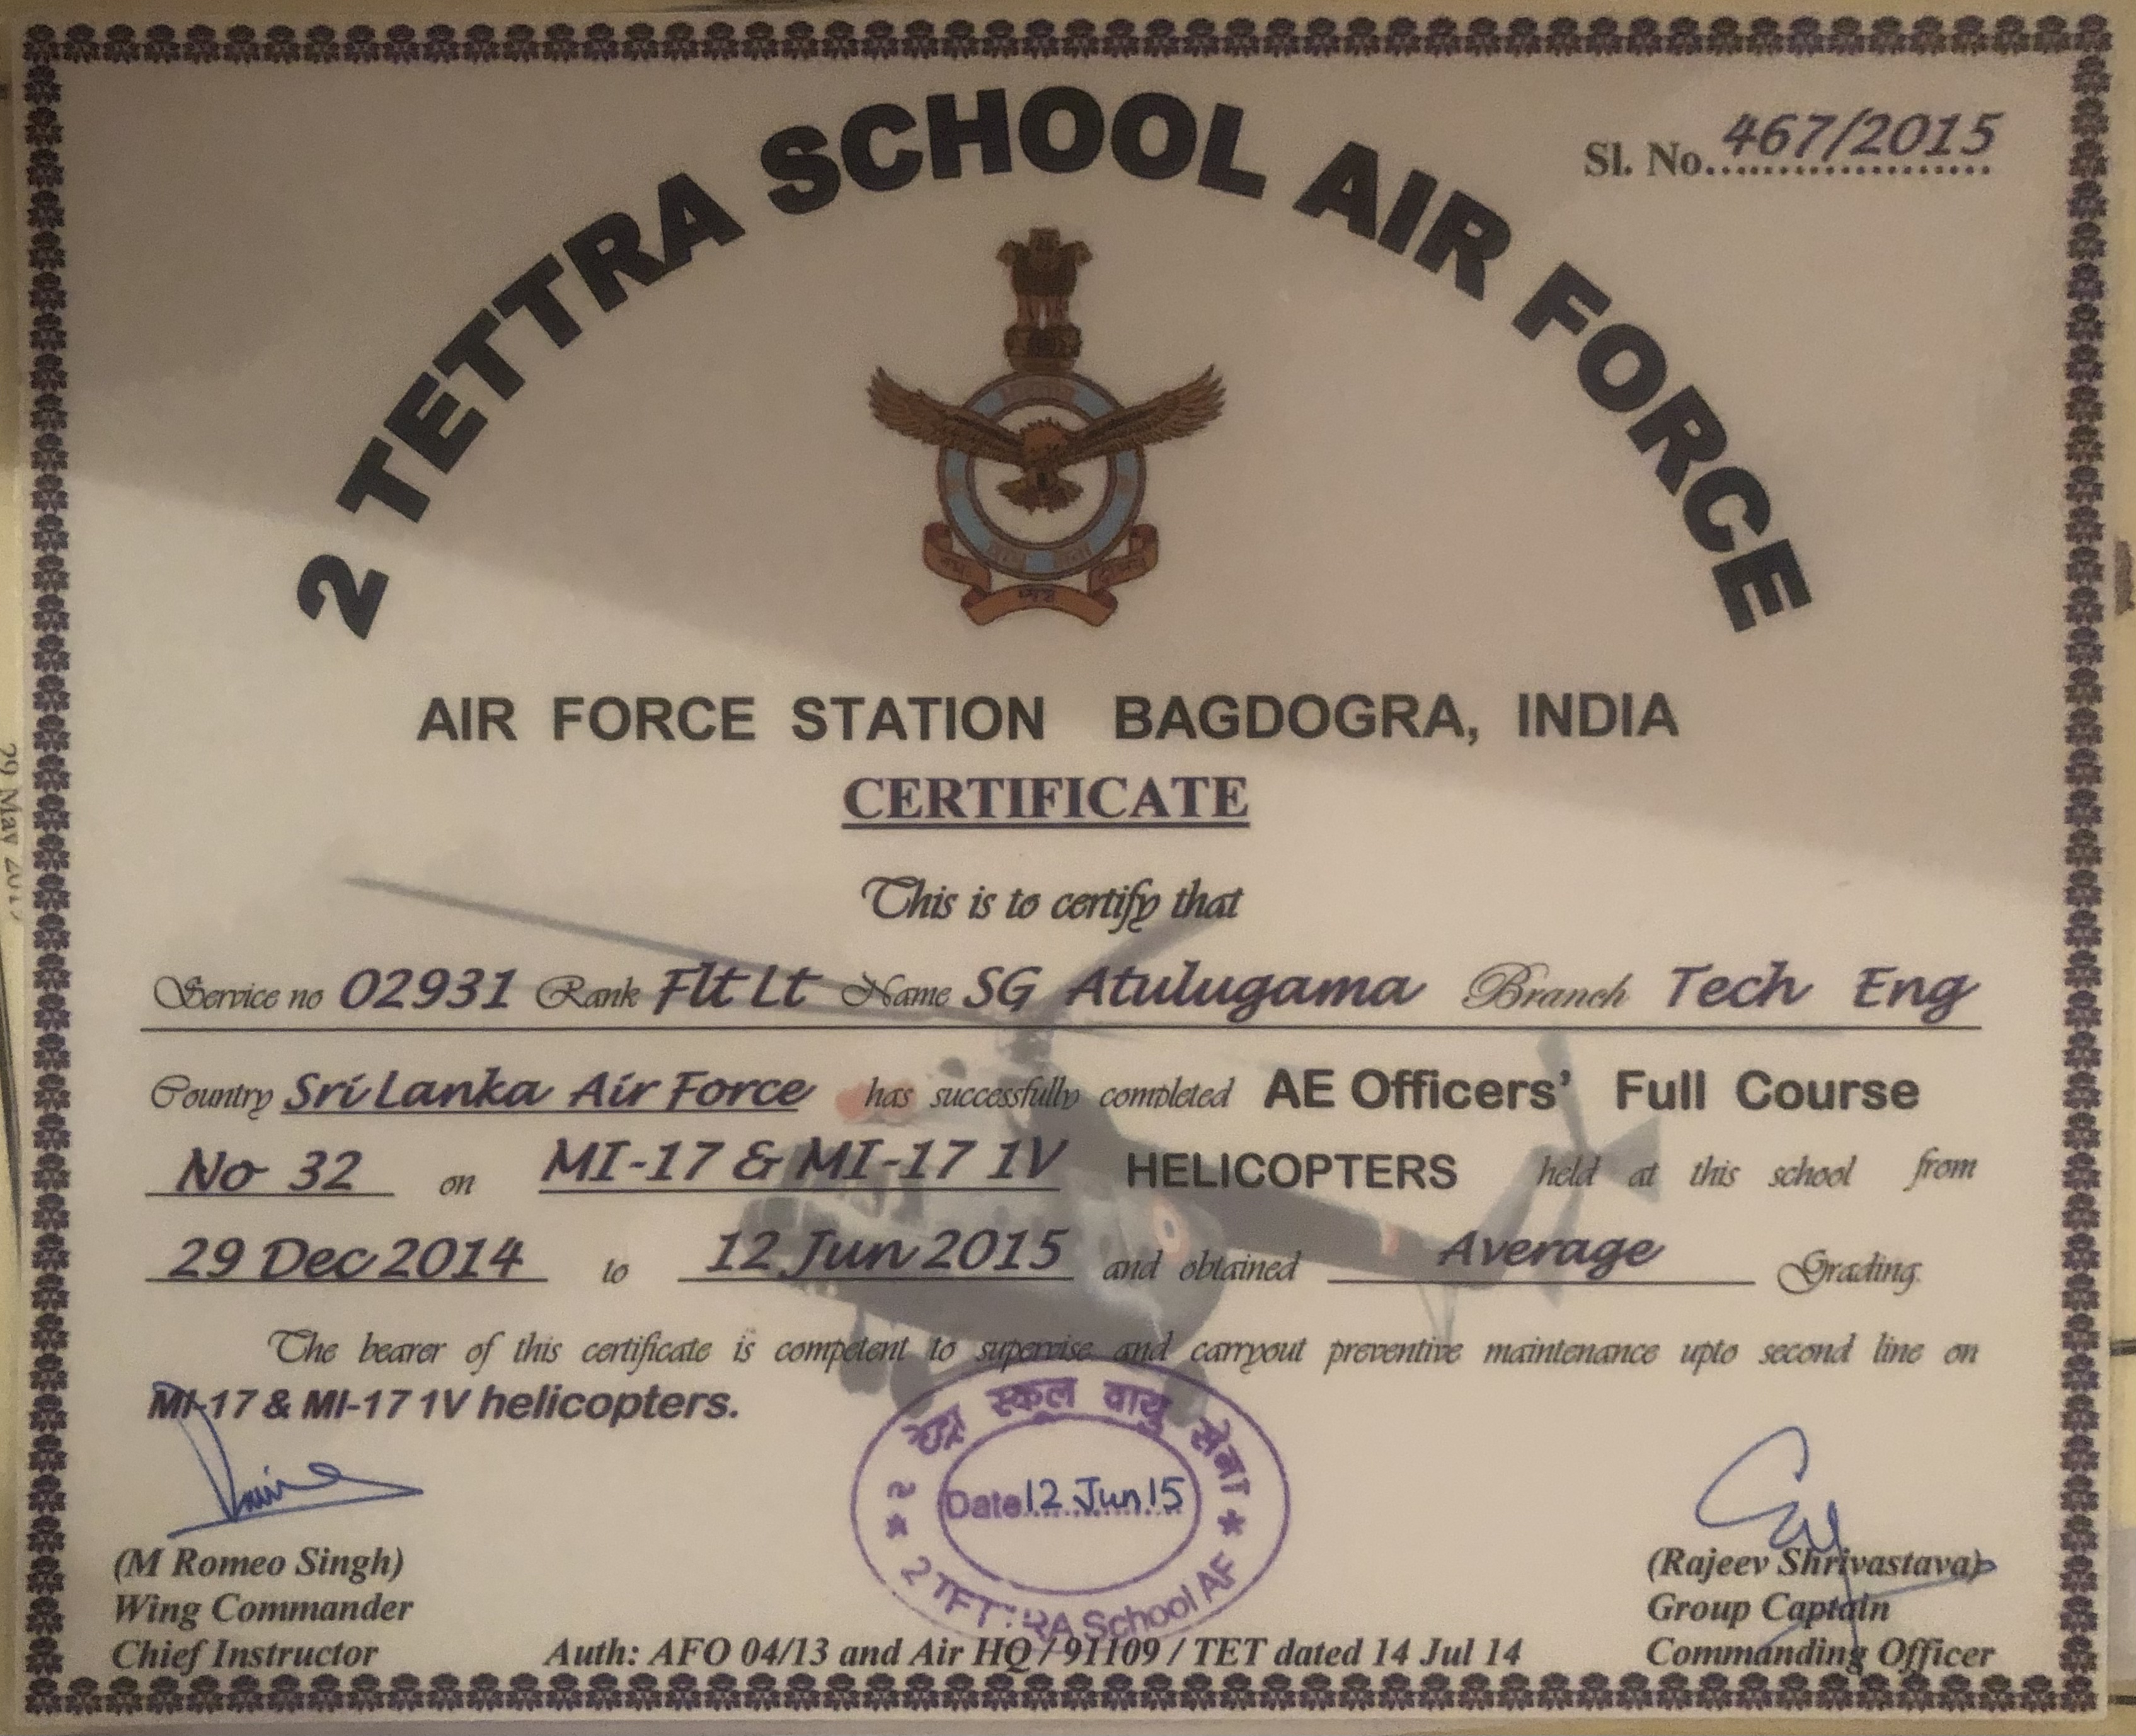 Sl. No. 467/2015
2 TETTRA SCHOOL AIR FORCE
AIR FORCE STATION BAGDOGRA, INDIA
CERTIFICATE
This is to certify that
Service no 02931 Rank Flt Lt Name SG Atulugama Branch Tech Eng
Country Sri Lanka Air Force has successfully completed AE Officers' Full Course
No 32 on MI-17 & MI-17 1V HELICOPTERS held at this school from
29 Dec 2014 to 12 Jun 2015 and obtained Average Grading.
The bearer of this certificate is competent to supervise and carryout preventive maintenance upto second line on
MI-17 & MI-17 1V helicopters.
स्कूल वायु सेना
Date 12 Jun 15
2 TETTRA School AF
(M Romeo Singh)
Wing Commander
Chief Instructor
(Rajeev Shrivastava)
Group Captain
Commanding Officer
Auth: AFO 04/13 and Air HQ / 91109 / TET dated 14 Jul 14